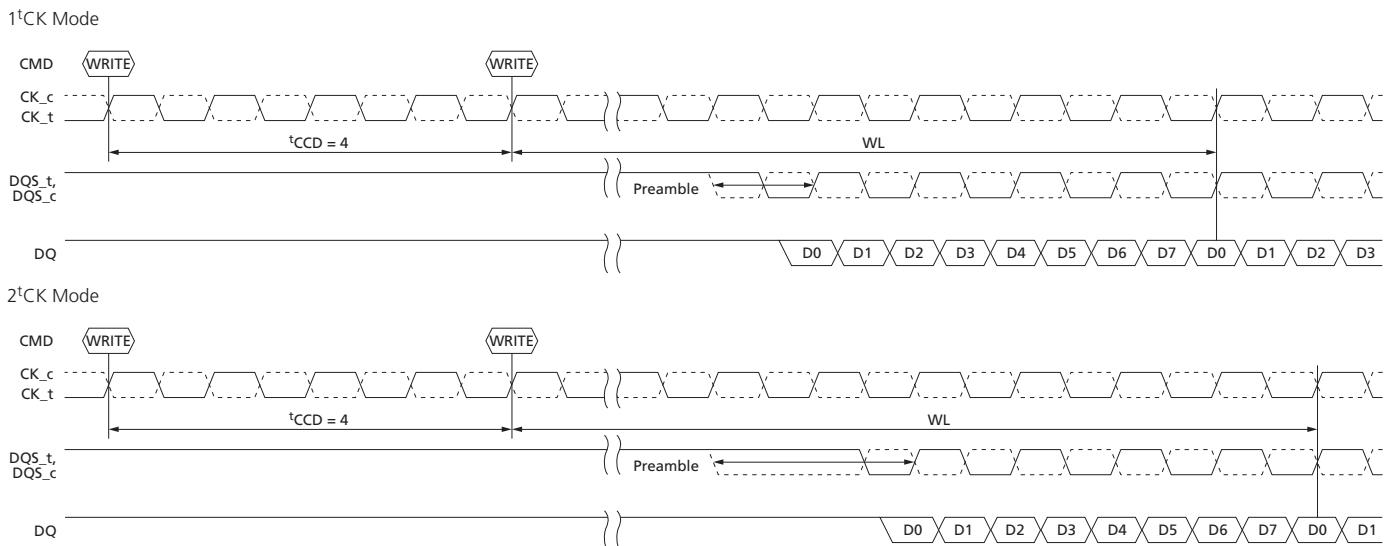 1tCK Mode
CMD WRITE WRITE
CK_c
CK_t
tCCD = 4 WL
DQS_t,
DQS_c
Preamble
DQ D0 D1 D2 D3 D4 D5 D6 D7 D0 D1 D2 D3
2tCK Mode
CMD WRITE WRITE
CK_c
CK_t
tCCD = 4 WL
DQS_t,
DQS_c
Preamble
DQ D0 D1 D2 D3 D4 D5 D6 D7 D0 D1